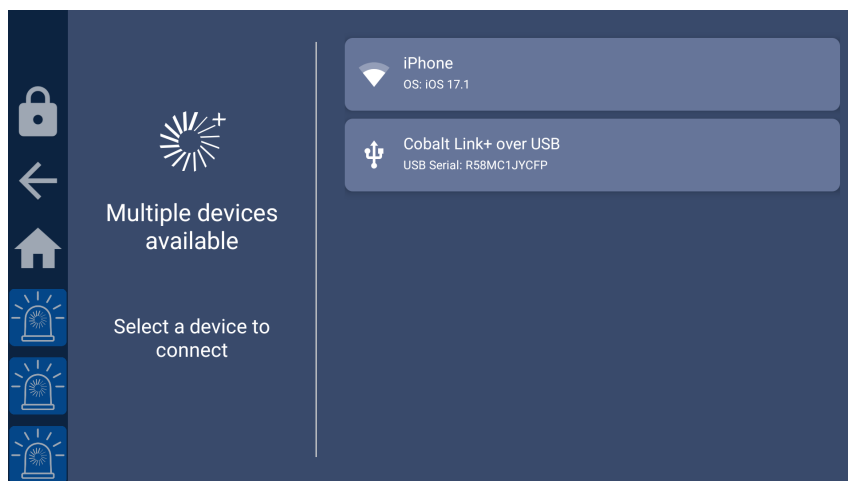 Multiple devices
available
Select a device to
connect
iPhone
OS: iOS 17.1
Cobalt Link+ over USB
USB Serial: R58MC1JYCFP